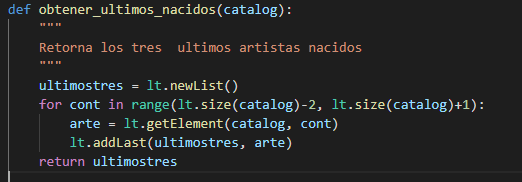 def obtener_ultimos_nacidos(catalog):
    """
    Retorna los tres  ultimos artistas nacidos
    """
    ultimostres = lt.newList()
    for cont in range(lt.size(catalog)-2, lt.size(catalog)+1):
        arte = lt.getElement(catalog, cont)
        lt.addLast(ultimostres, arte)
    return ultimostres